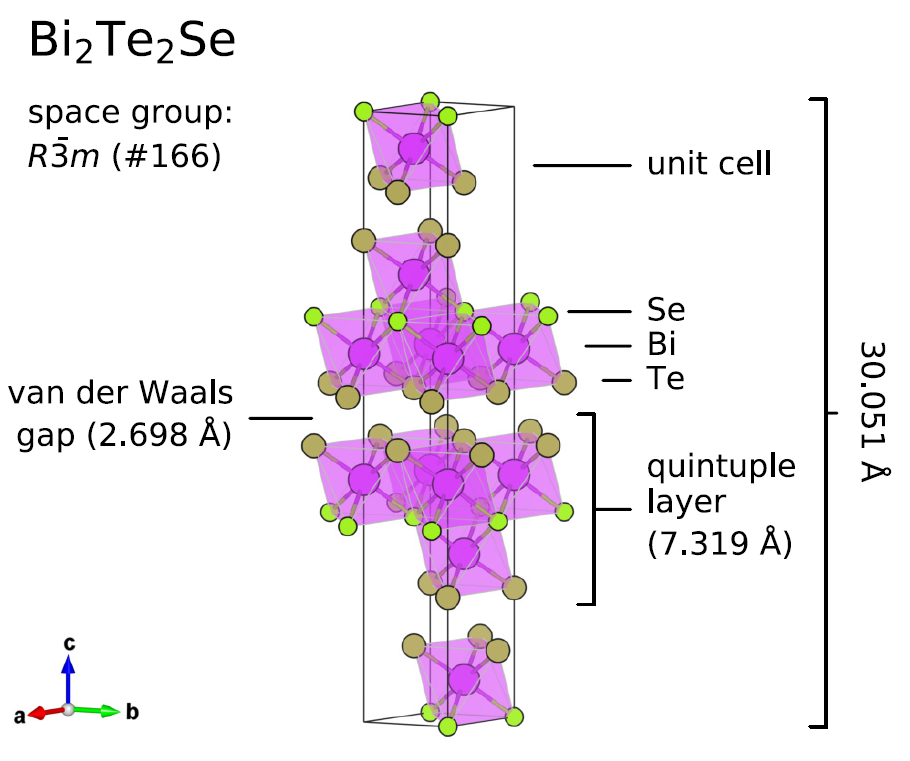 Bi₂Te₂Se
space group:
R3̄m (#166)
unit cell
Se
Bi
Te
van der Waals
gap (2.698 Å)
quintuple
layer
(7.319 Å)
30.051 Å
c
a
b